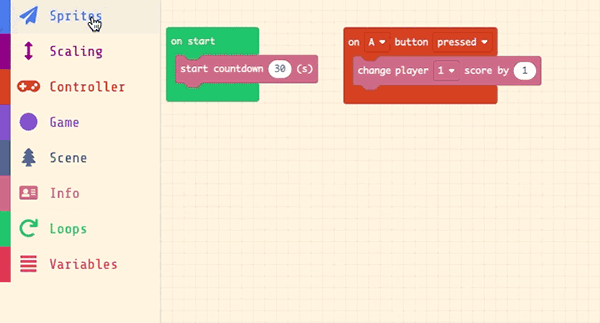 Sprites
Scaling
Controller
Game
Scene
Info
Loops
Variables
on start
start countdown 30 (s)
on A button pressed
change player 1 score by 1